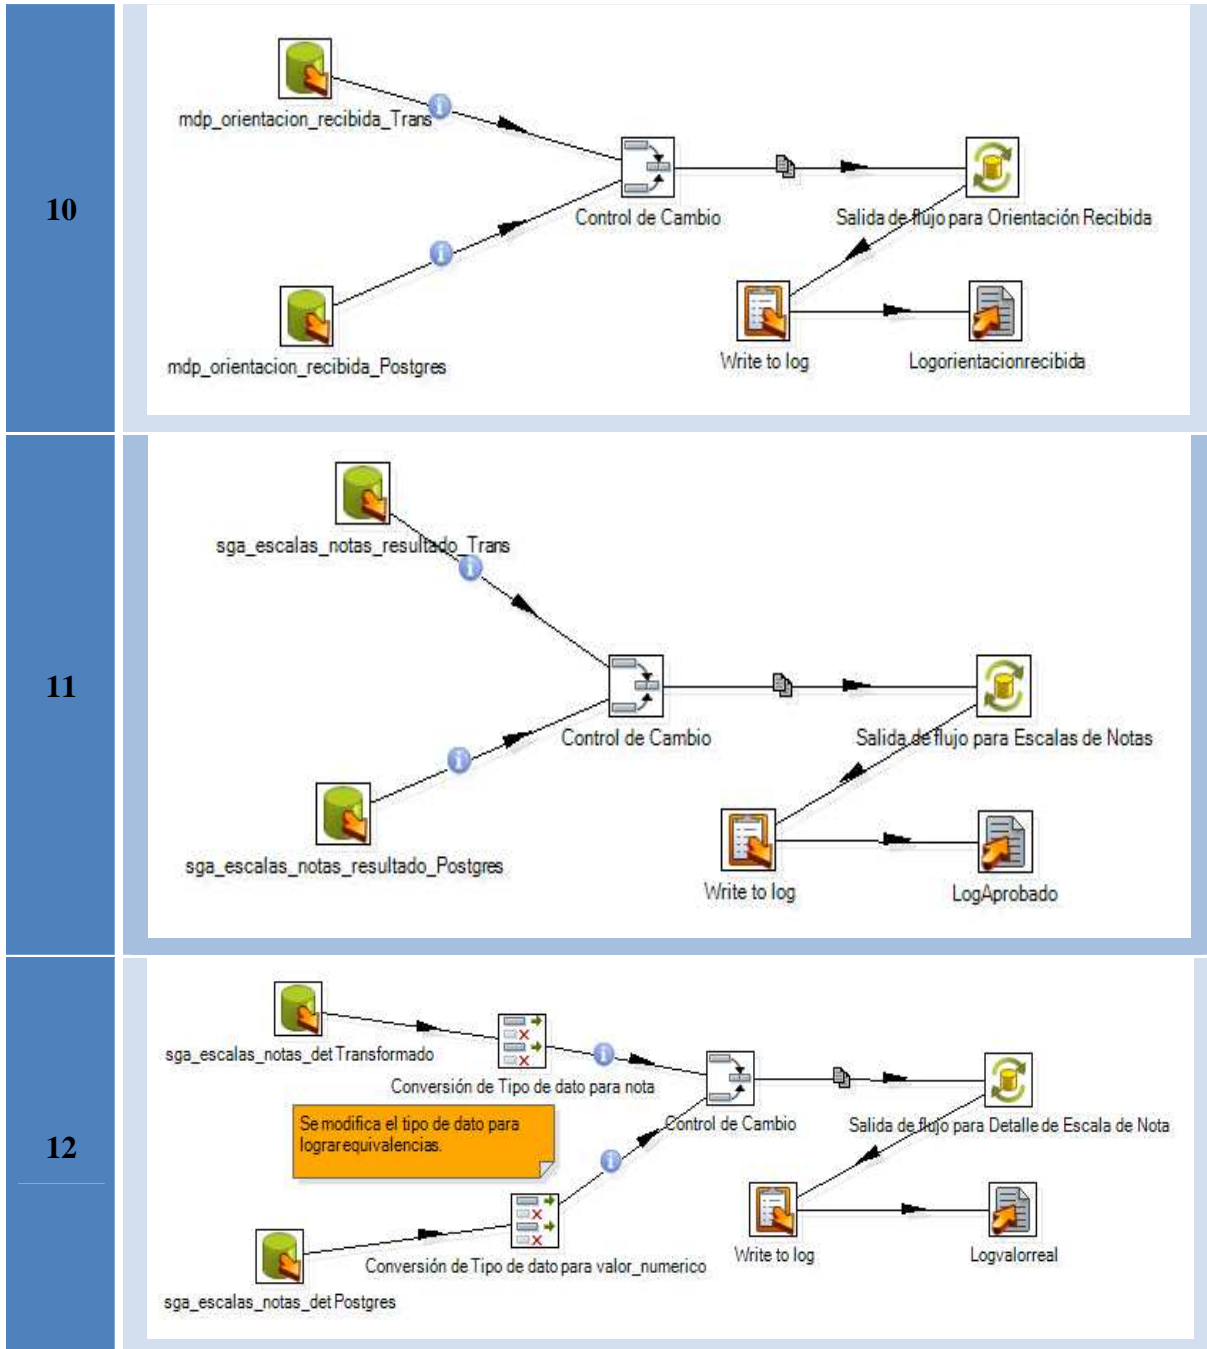 10
mdp_orientacion_recibida_Trans
Control de Cambio
Salida de flujo para Orientación Recibida
mdp_orientacion_recibida_Postgres
Write to log
Logorientacionrecibida
11
sga_escalas_notas_resultado_Trans
Control de Cambio
Salida de flujo para Escalas de Notas
sga_escalas_notas_resultado_Postgres
Write to log
LogAprobado
12
sga_escalas_notas_det Transformado
Conversión de Tipo de dato para nota
Se modifica el tipo de dato para
lograr equivalencias.
Control de Cambio
Salida de flujo para Detalle de Escala de Nota
Conversión de Tipo de dato para valor_numerico
Write to log
Logvalorreal
sga_escalas_notas_det Postgres